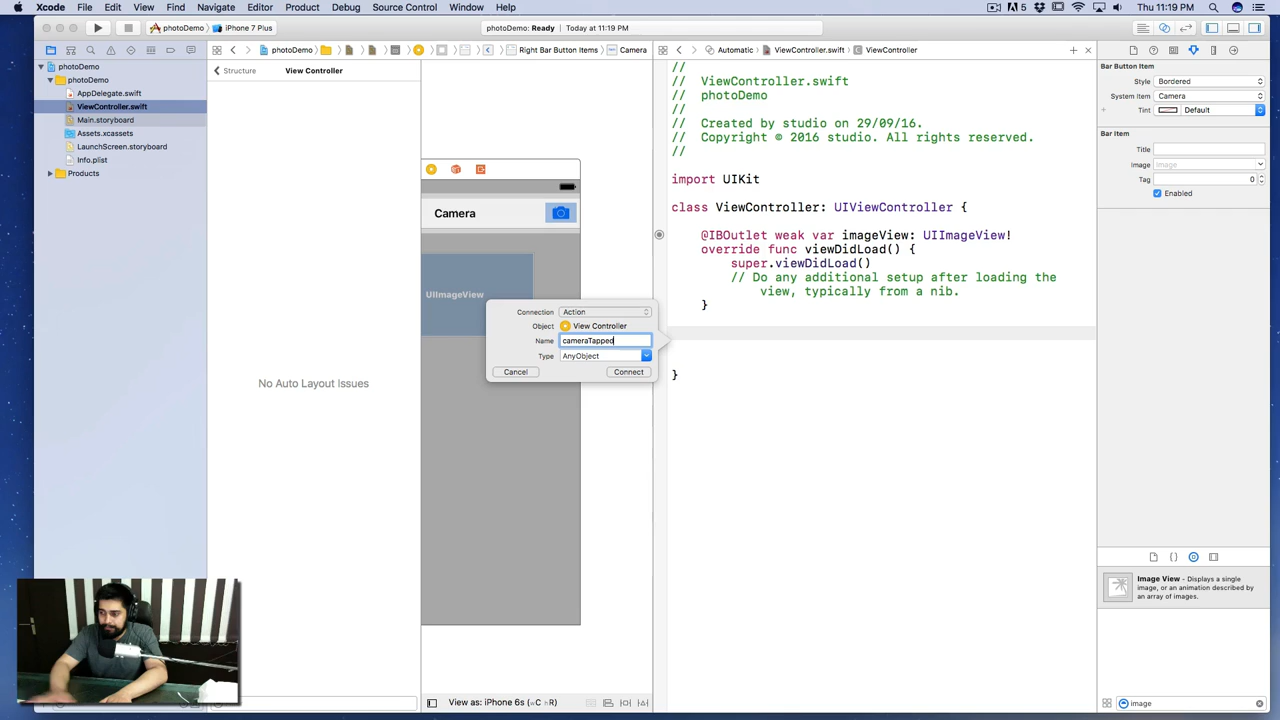 Xcode File Edit View Find Navigate Editor Product Debug Source Control Window Help
5 100% Thu 11:19 PM
photoDemo iPhone 7 Plus
photoDemo: Ready Today at 11:19 PM
photoDemo Right Bar Button Items Camera
Automatic ViewController.swift ViewController
photoDemo
photoDemo
AppDelegate.swift
ViewController.swift
Main.storyboard
Assets.xcassets
LaunchScreen.storyboard
Info.plist
Products
Structure View Controller
No Auto Layout Issues
Camera
UIImageView
Connection Action
Object View Controller
Name cameraTapped
Type AnyObject
Cancel Connect
View as: iPhone 6s (wC hR)
//
// ViewController.swift
// photoDemo
//
// Created by studio on 29/09/16.
// Copyright © 2016 studio. All rights reserved.
//
import UIKit
class ViewController: UIViewController {
@IBOutlet weak var imageView: UIImageView!
override func viewDidLoad() {
super.viewDidLoad()
// Do any additional setup after loading the
view, typically from a nib.
}
}
Bar Button Item
Style Bordered
System Item Camera
Tint Default
Bar Item
Title
Image Image
Tag 0
Enabled
Image View - Displays a single
image, or an animation described by
an array of images.
image